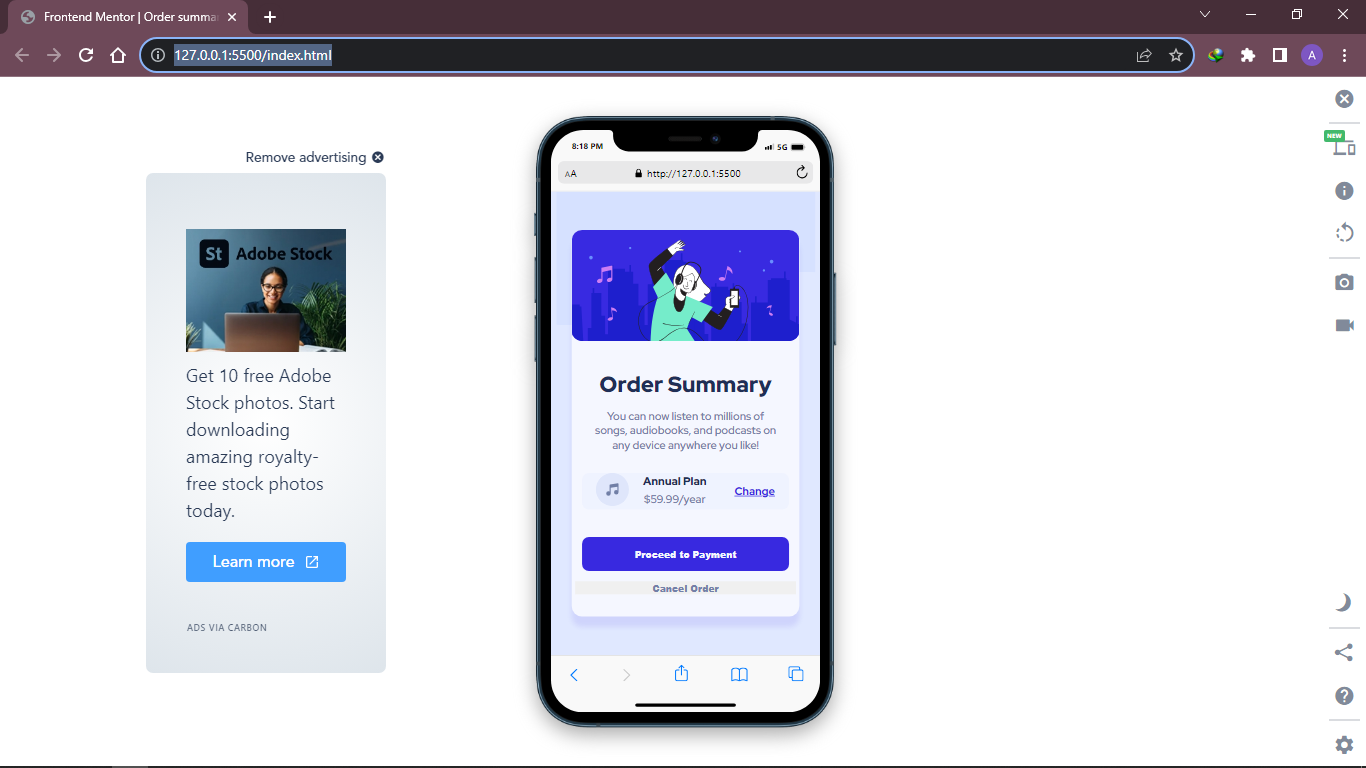 Frontend Mentor | Order summa
127.0.0.1:5500/index.html
A
NEW
Remove advertising
St Adobe Stock
Get 10 free Adobe
Stock photos. Start
downloading
amazing royalty-
free stock photos
today.
Learn more
ADS VIA CARBON
8:18 PM
5G
AA
http://127.0.0.1:5500
Order Summary
You can now listen to millions of
songs, audiobooks, and podcasts on
any device anywhere you like!
Annual Plan
$59.99/year
Change
Proceed to Payment
Cancel Order